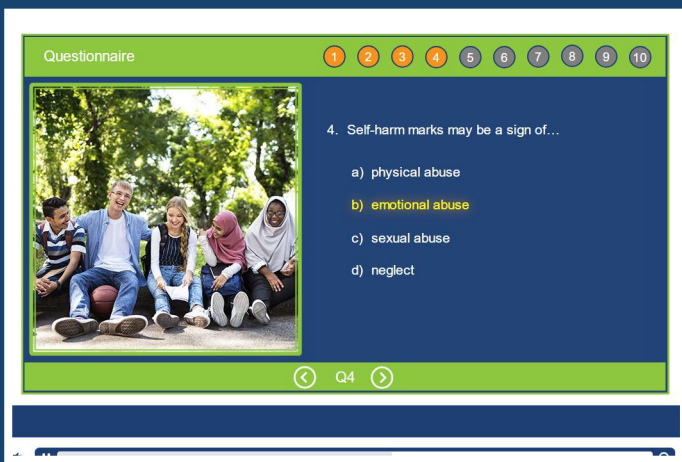 Questionnaire
1 2 3 4 5 6 7 8 9 10
4. Self-harm marks may be a sign of…
a) physical abuse
b) emotional abuse
c) sexual abuse
d) neglect
Q4